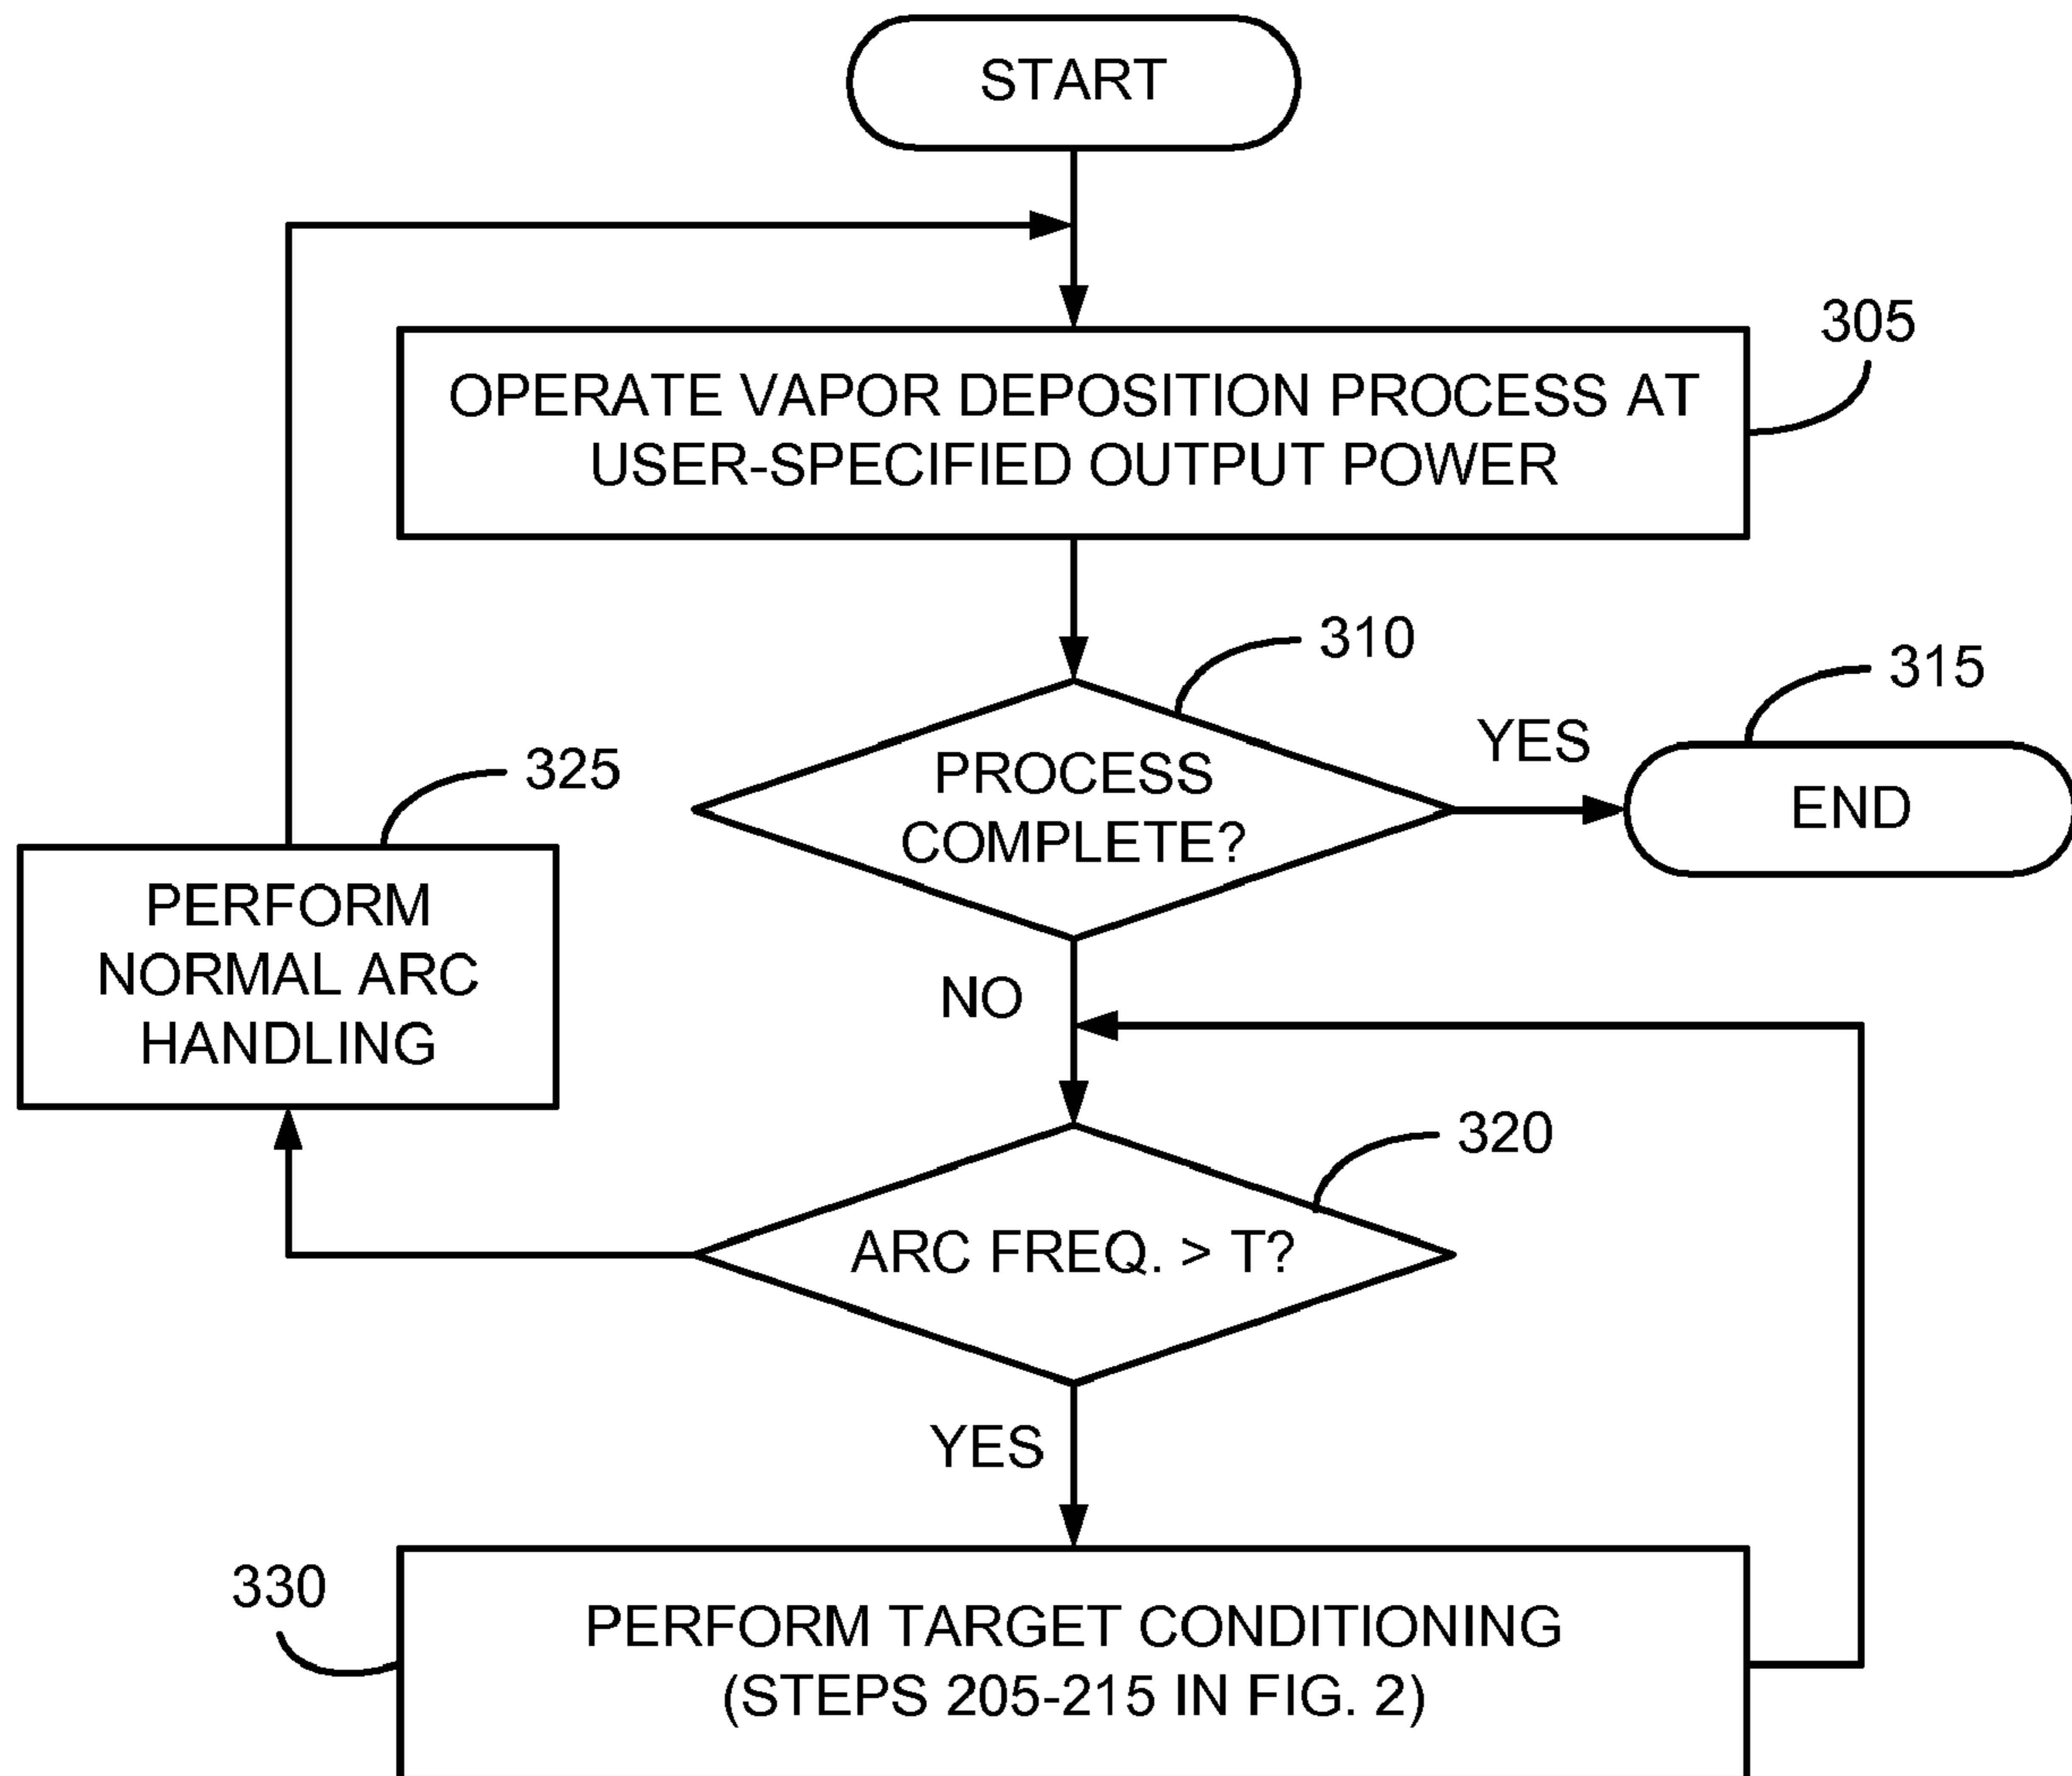 START
305
OPERATE VAPOR DEPOSITION PROCESS AT
USER-SPECIFIED OUTPUT POWER
310
315
PROCESS
COMPLETE?
YES
END
325
PERFORM
NORMAL ARC
HANDLING
NO
320
ARC FREQ. > T?
YES
330
PERFORM TARGET CONDITIONING
(STEPS 205-215 IN FIG. 2)